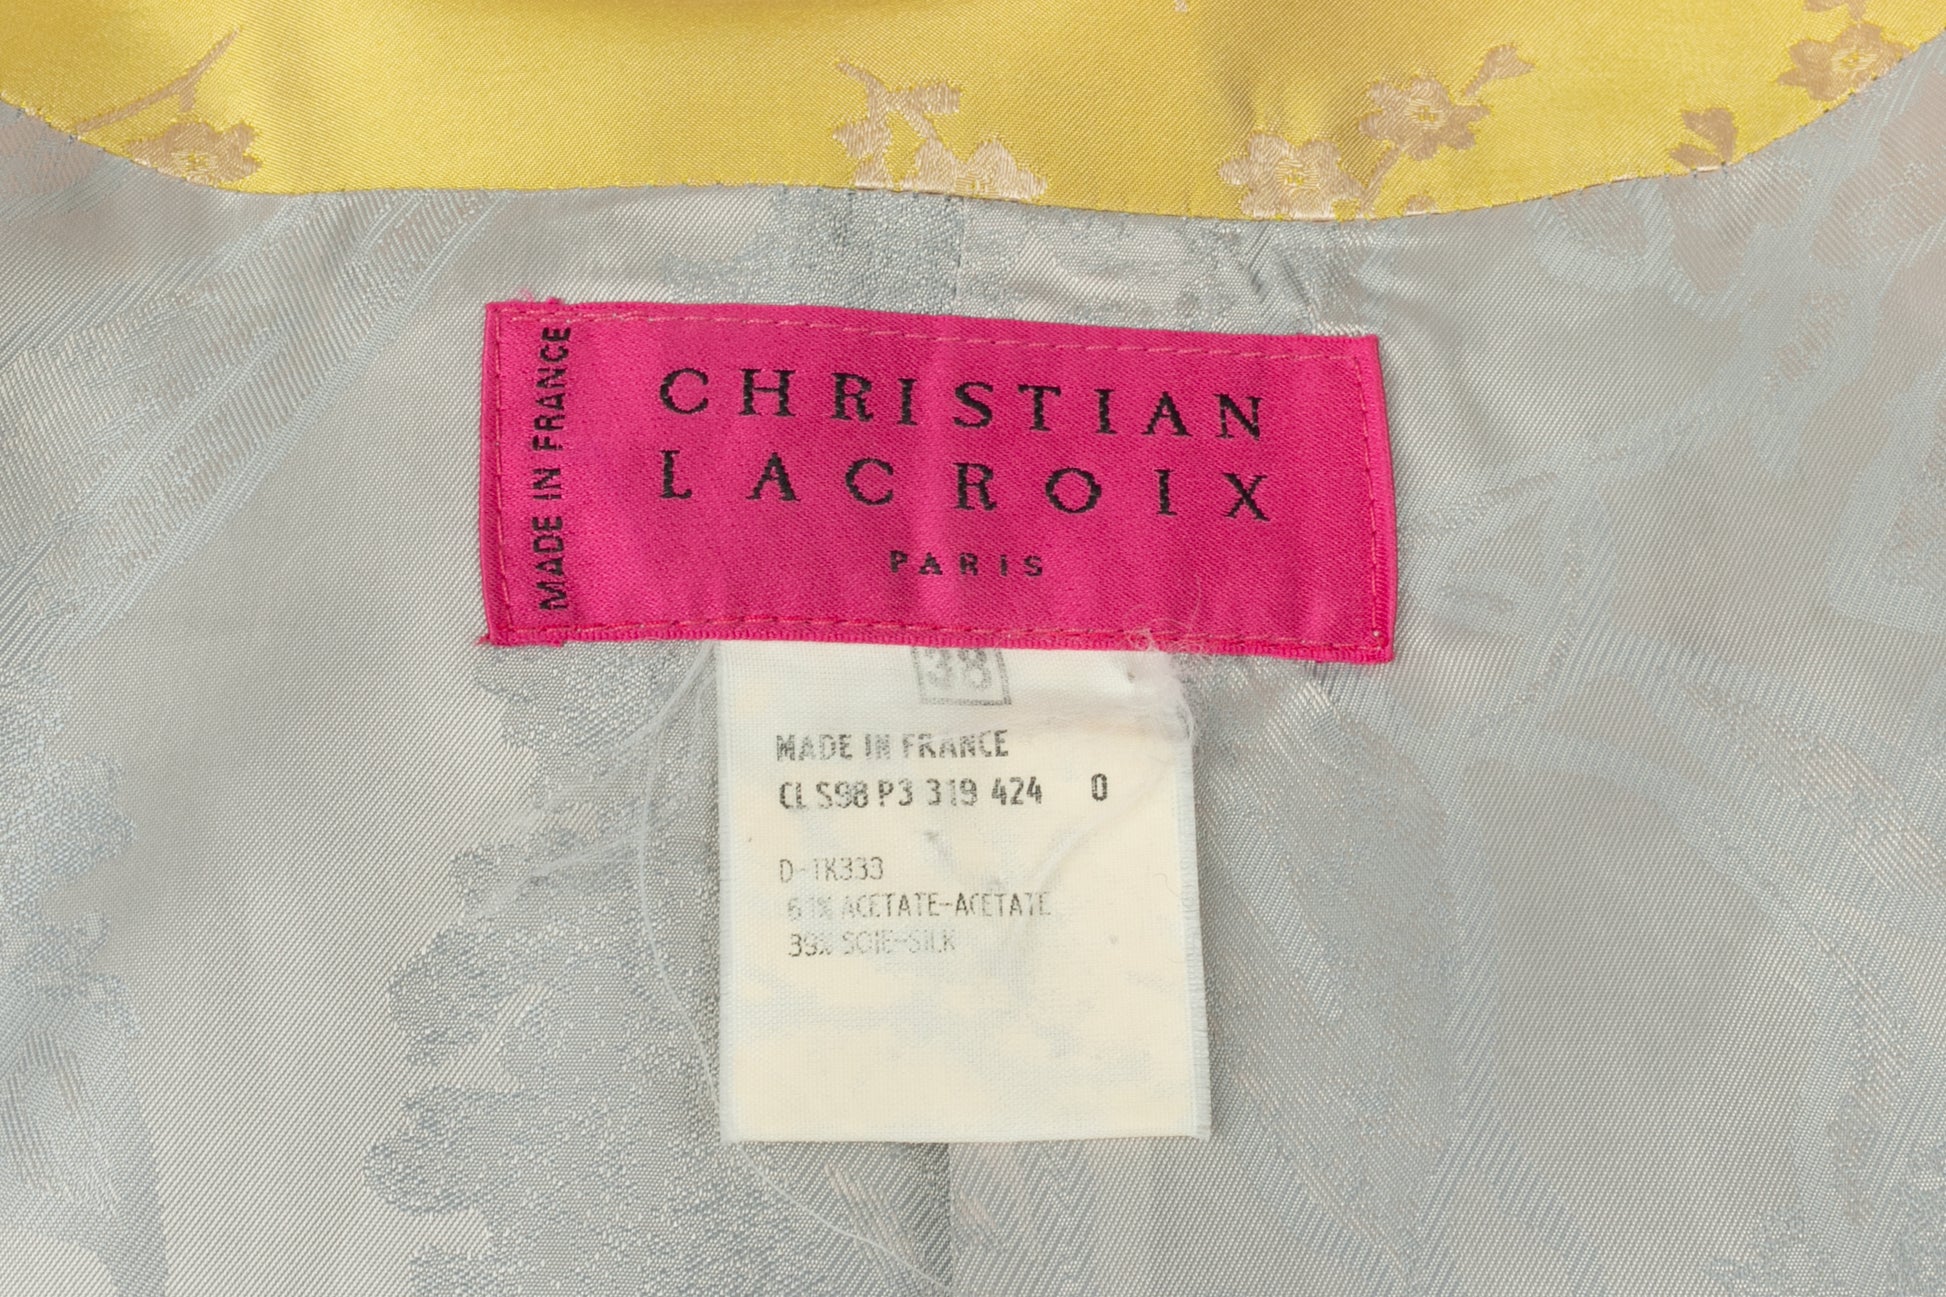 MADE IN FRANCE
CHRISTIAN
LACROIX
PARIS
38
MADE IN FRANCE
CL S98 P3 319 424 0
D-TK333
61% ACETATE-ACETATE
39% SOIE-SILK